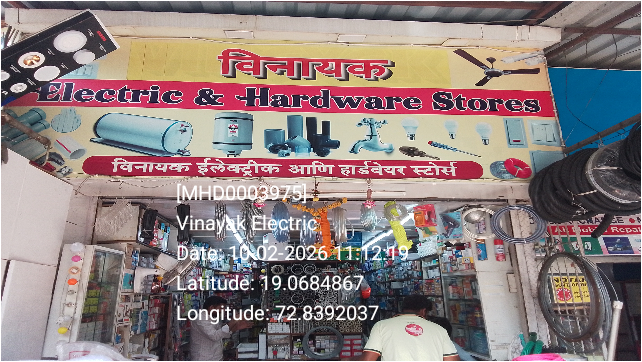 विनायक
Electric & Hardware Stores
विनायक ईलेक्ट्रीक आणि हार्डवेयर स्टोर्स
[MHD0003975]
Vinayak Electric
Date: 10-02-2026 11:12:19
Latitude: 19.0684867
Longitude: 72.8392037